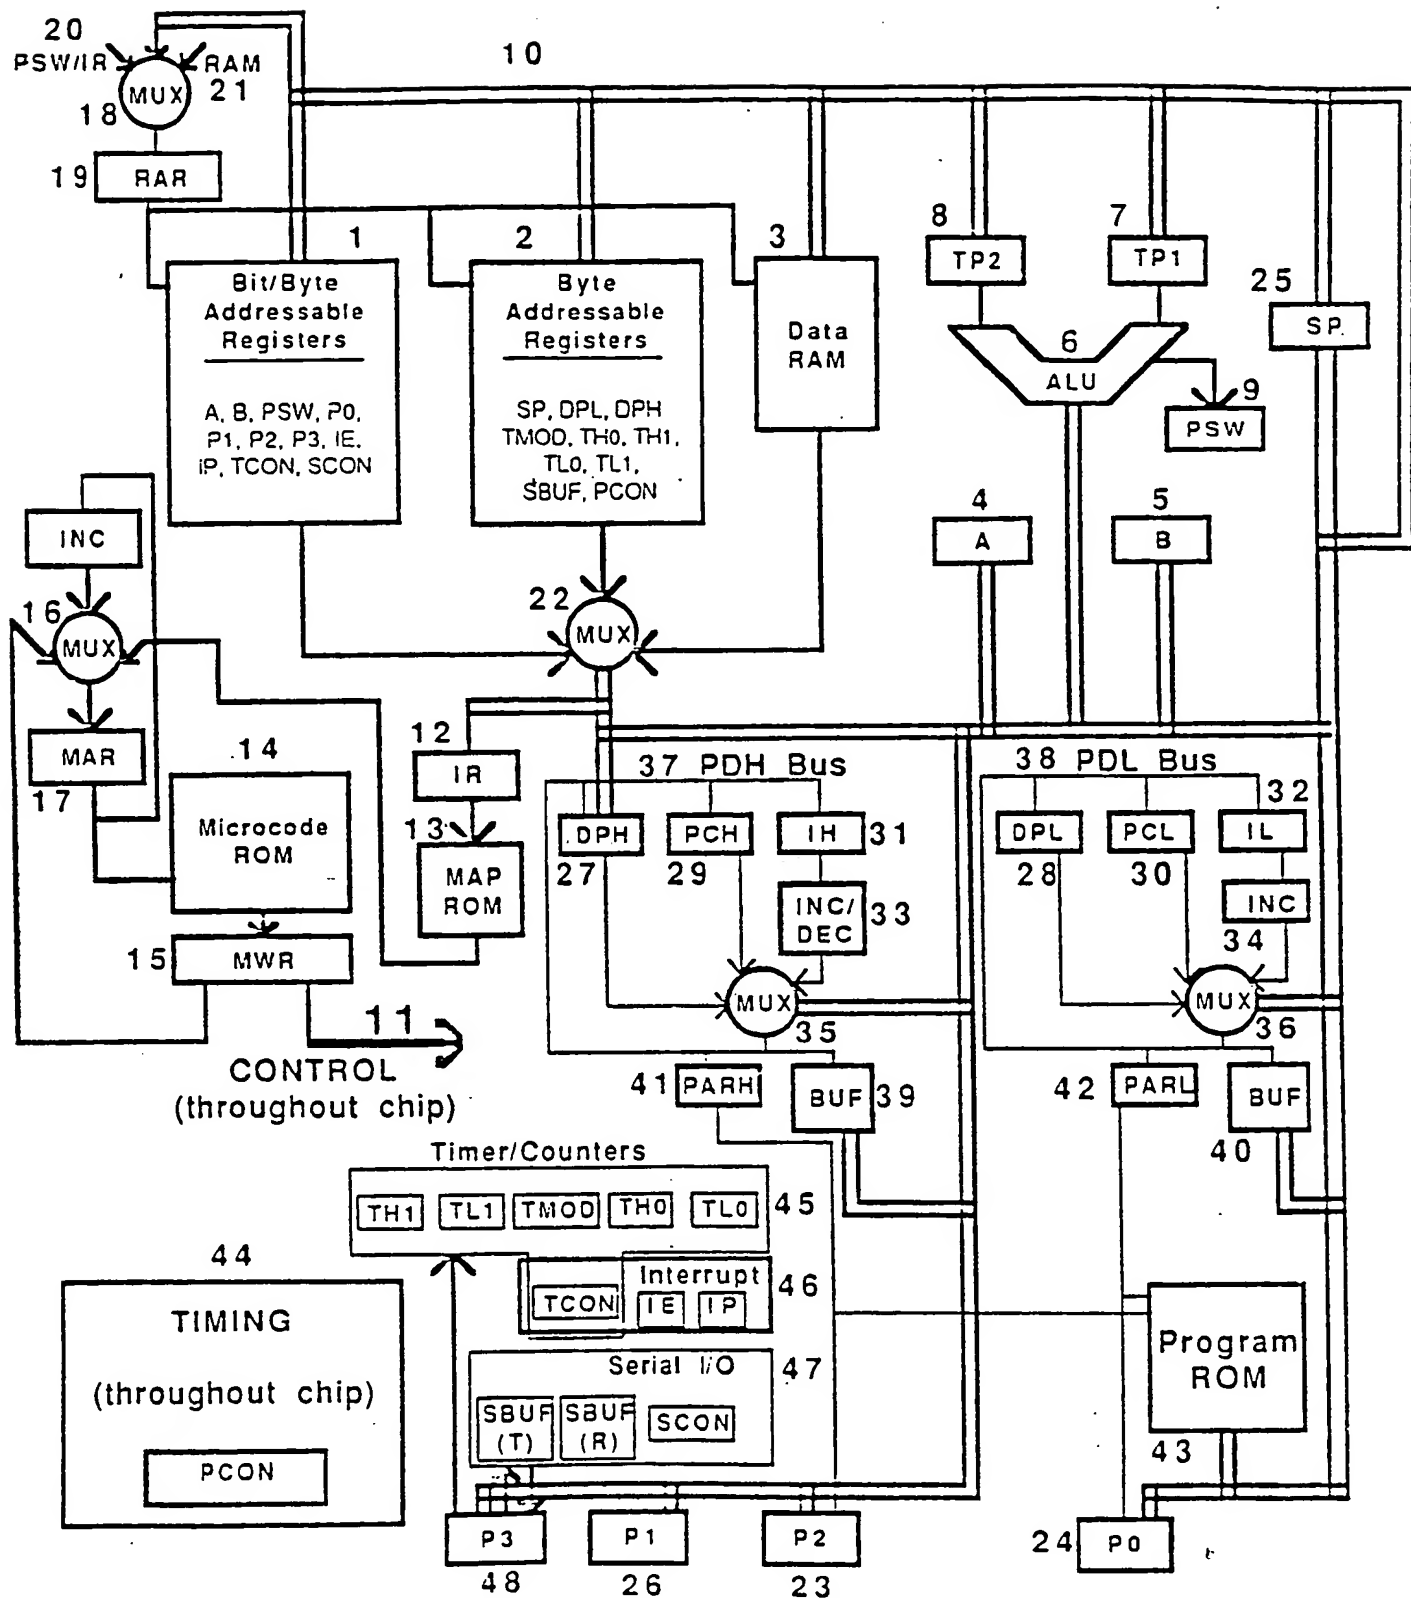 20
PSW/IR
RAM
21
MUX
18
10
19
RAR
1
Bit/Byte
Addressable
Registers
A, B, PSW, P0,
P1, P2, P3, IE,
IP, TCON, SCON
2
Byte
Addressable
Registers
SP, DPL, DPH
TMOD, TH0, TH1,
TL0, TL1,
SBUF, PCON
3
Data
RAM
8
TP2
7
TP1
25
SP
6
ALU
9
PSW
4
A
5
B
INC
16
MUX
22
MUX
MAR
17
14
Microcode
ROM
15
MWR
12
IR
13
MAP
ROM
11
CONTROL
(throughout chip)
37 PDH Bus
DPH
27
PCH
29
IH
31
INC/
DEC
33
MUX
35
41
PARH
BUF
39
38 PDL Bus
32
DPL
28
PCL
30
IL
INC
34
MUX
36
42
PARL
BUF
40
Timer/Counters
TH1
TL1
TMOD
TH0
TL0
45
Interrupt
TCON
IE
IP
46
Serial I/O
47
SBUF
(T)
SBUF
(R)
SCON
44
TIMING
(throughout chip)
PCON
Program
ROM
43
P3
48
P1
26
P2
23
24
P0